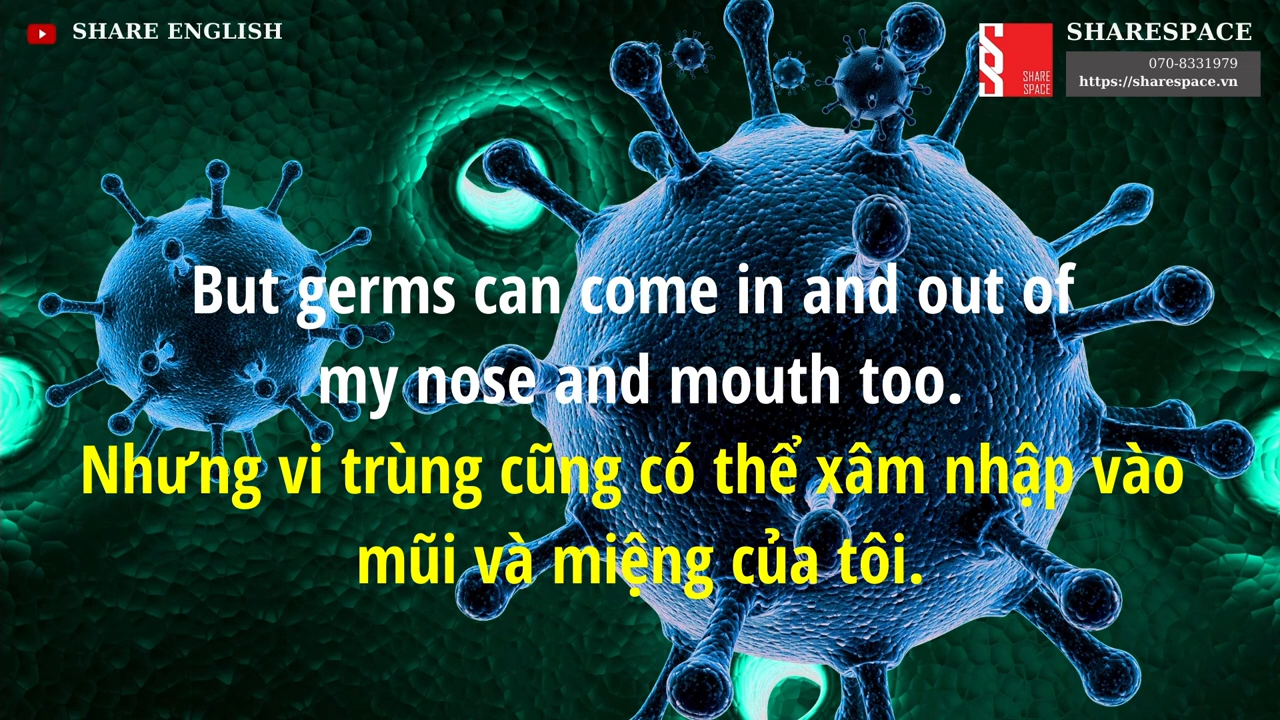 SHARE ENGLISH
SHARESPACE
070-8331979
https://sharespace.vn
SHARE
SPACE
But germs can come in and out of
my nose and mouth too.
Nhưng vi trùng cũng có thể xâm nhập vào
mũi và miệng của tôi.